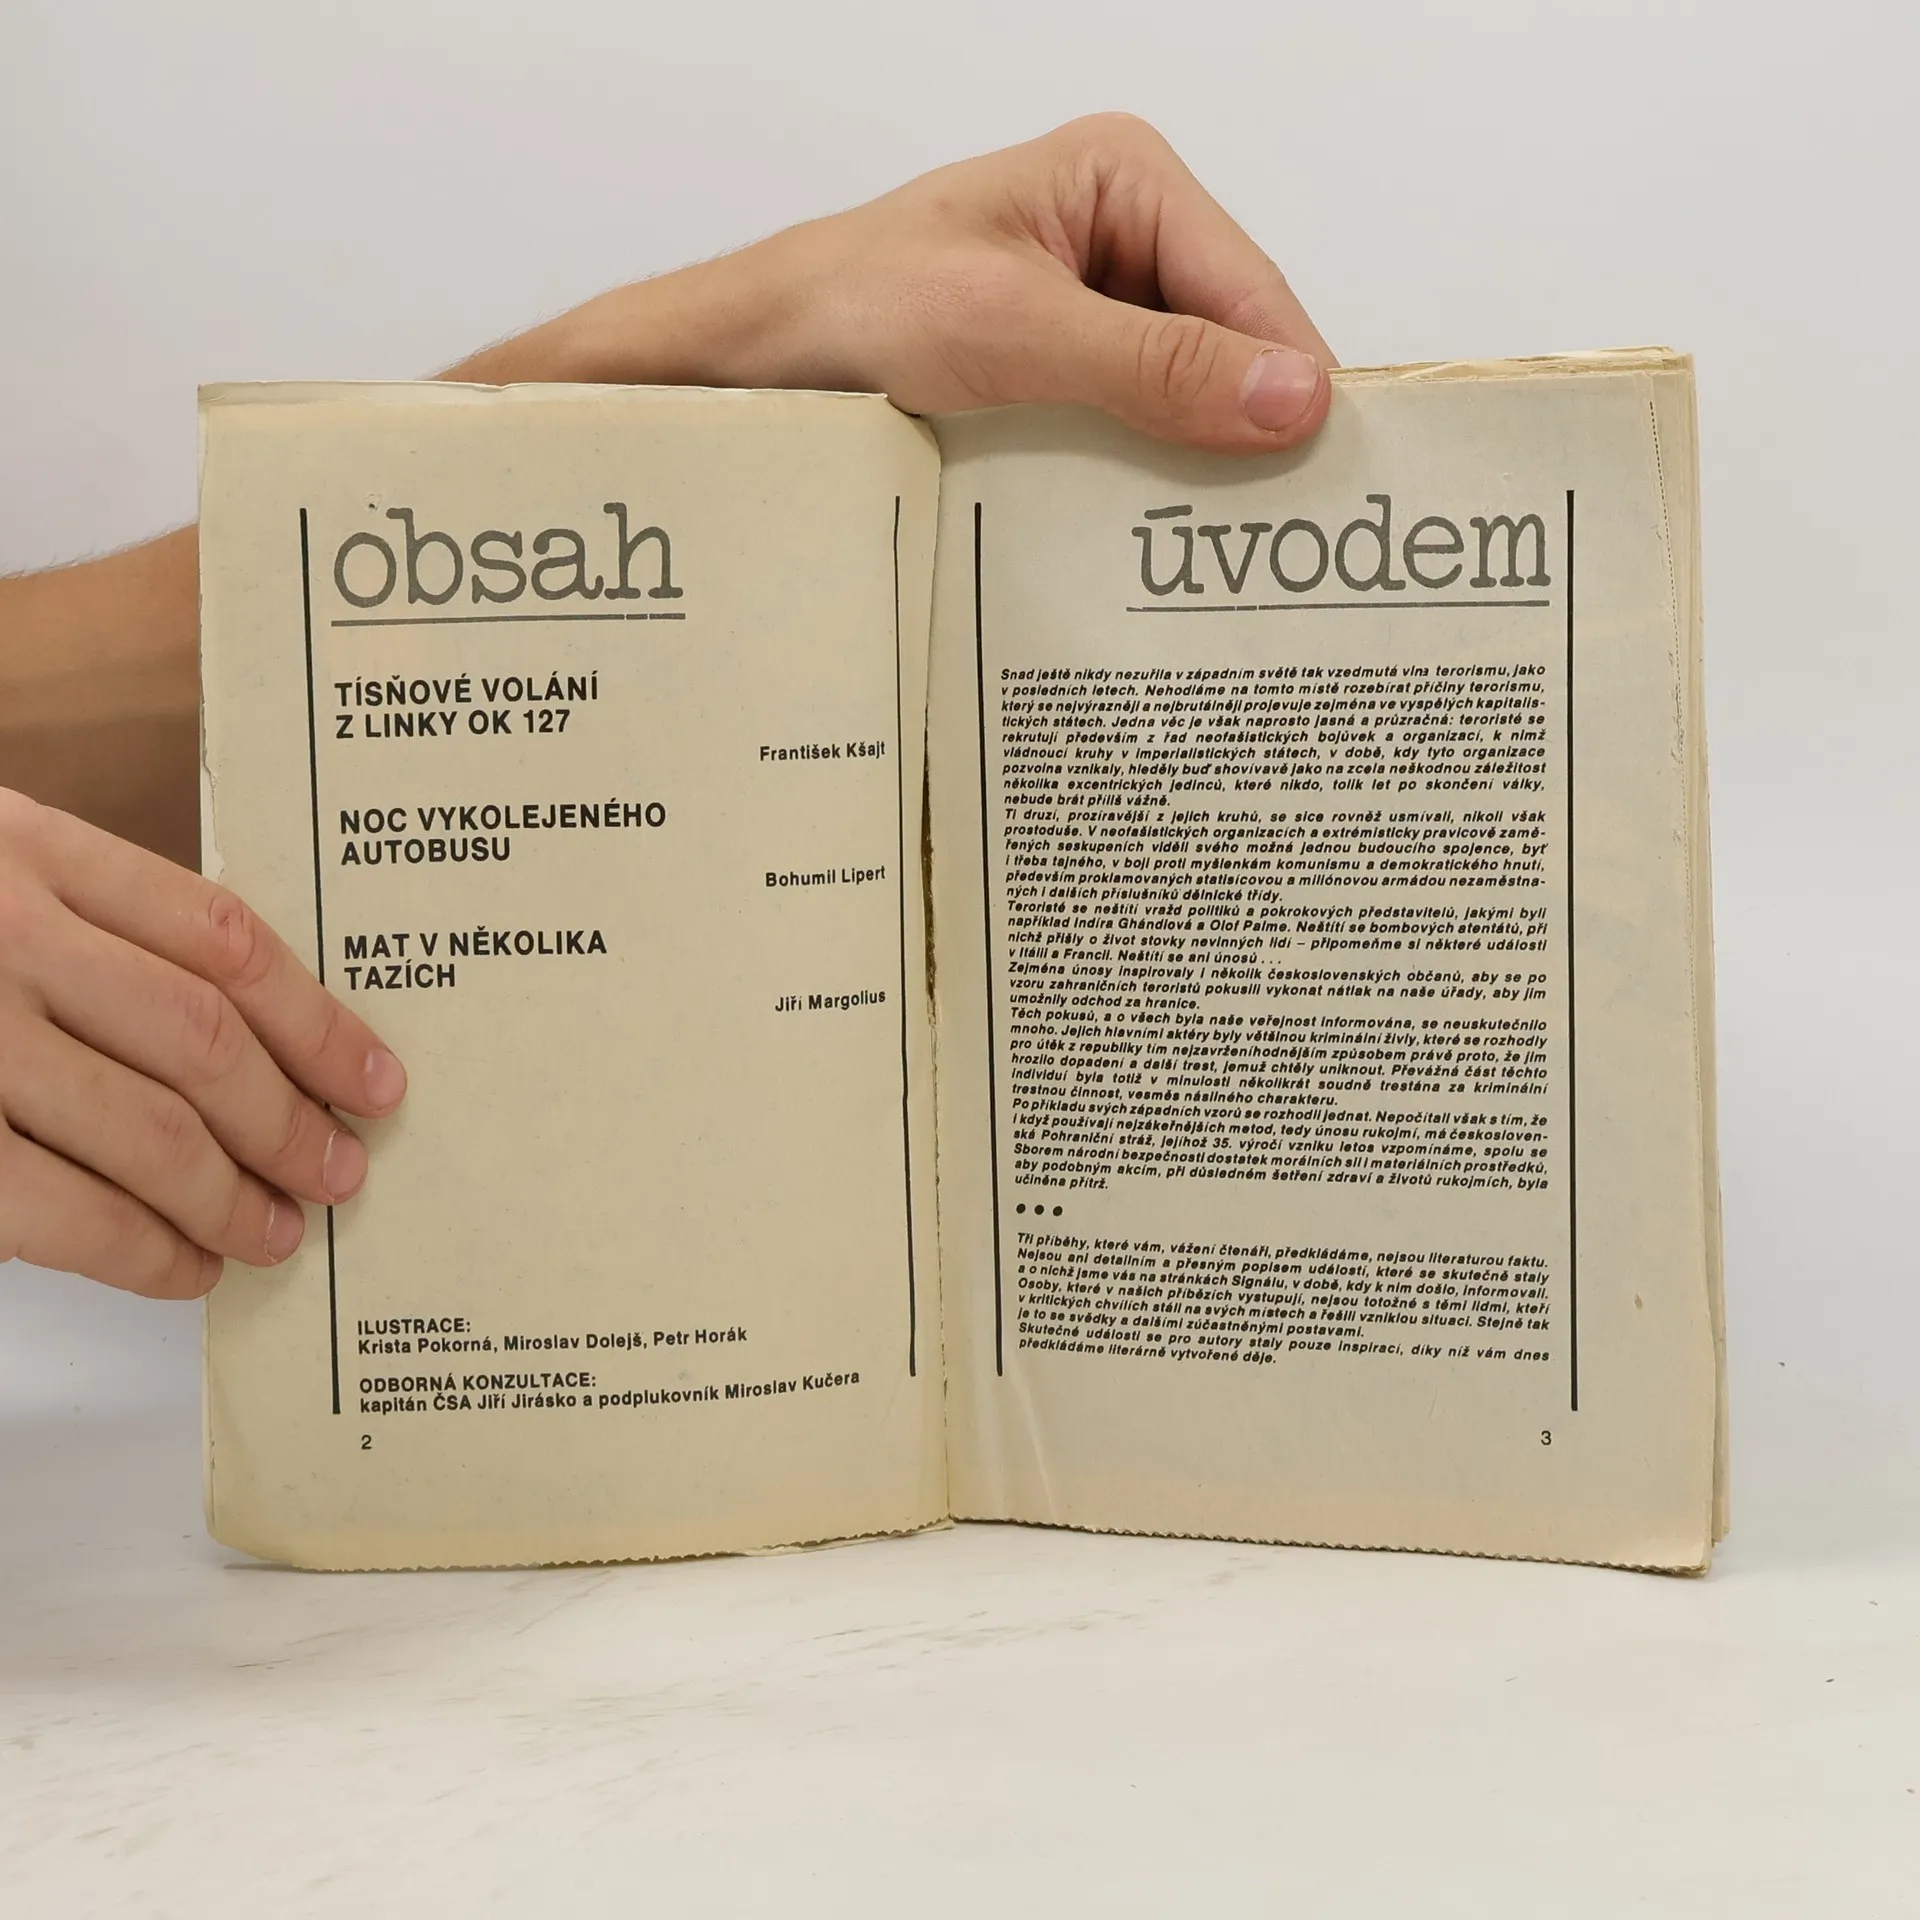 obsah
TÍSŇOVÉ VOLÁNÍ
Z LINKY OK 127
František Kšajt
NOC VYKOLEJENÉHO
AUTOBUSU
Bohumil Lipert
MAT V NĚKOLIKA
TAZÍCH
Jiří Margolius
ILUSTRACE:
Krista Pokorná, Miroslav Dolejš, Petr Horák
ODBORNÁ KONZULTACE:
kapitán ČSA Jiří Jirásko a podplukovník Miroslav Kučera
2
úvodem
Snad ještě nikdy nezuřila v západním světě tak vzedmutá vlna terorismu, jako
v posledních letech. Nehodláme na tomto místě rozebírat příčiny terorismu,
který se nejvýrazněji a nejbrutálněji projevuje zejména ve vyspělých kapitalis-
tických státech. Jedna věc je však naprosto jasná a průzračná: teroristé se
rekrutují především z řad neofašistických bojůvek a organizací, k nimž
vládnoucí kruhy v imperialistických státech, v době, kdy tyto organizace
pozvolna vznikaly, hleděly buď shovívavě jako na zcela neškodnou záležitost
několika excentrických jedinců, které nikdo, tolik let po skončení války,
nebude brát příliš vážně.
Ti druzí, prozíravější z jejich kruhů, se sice rovněž usmívali, nikoli však
prostoduše. V neofašistických organizacích a extrémisticky pravicově zamě-
řených seskupeních viděli svého možná jednou budoucího spojence, byť
i třeba tajného, v boji proti myšlenkám komunismu a demokratického hnutí,
především proklamovaných statisícovou a miliónovou armádou nezaměstna-
ných i dalších příslušníků dělnické třídy.
Teroristé se neštítí vražd politiků a pokrokových představitelů, jakými byli
například Indíra Ghándiová a Olof Palme. Neštítí se bombových atentátů, při
nichž přišly o život stovky nevinných lidí – připomeňme si některé události
v Itálii a Francii. Neštítí se ani únosů . . .
Zejména únosy inspirovaly i několik československých občanů, aby se po
vzoru zahraničních teroristů pokusili vykonat nátlak na naše úřady, aby jim
umožnily odchod za hranice.
Těch pokusů, a o všech byla naše veřejnost informována, se neuskutečnilo
mnoho. Jejich hlavními aktéry byly většinou kriminální živly, které se rozhodly
pro útěk z republiky tím nejzavrženíhodnějším způsobem právě proto, že jim
hrozilo dopadení a další trest, jemuž chtěly uniknout. Převážná část těchto
individuí byla totiž v minulosti několikrát soudně trestána za kriminální
trestnou činnost, vesměs násilného charakteru.
Po příkladu svých západních vzorů se rozhodli jednat. Nepočítali však s tím, že
i když používají nejzákeřnějších metod, tedy únosu rukojmí, má českosloven-
ská Pohraniční stráž, jejíhož 35. výročí vzniku letos vzpomínáme, spolu se
Sborem národní bezpečnosti dostatek morálních sil i materiálních prostředků,
aby podobným akcím, při důsledném šetření zdraví a životů rukojmích, byla
učiněna přítrž.
● ● ●
Tři příběhy, které vám, vážení čtenáři, předkládáme, nejsou literaturou faktu.
Nejsou ani detailním a přesným popisem událostí, které se skutečně staly
a o nichž jsme vás na stránkách Signálu, v době, kdy k nim došlo, informovali.
Osoby, které v našich příbězích vystupují, nejsou totožné s těmi lidmi, kteří
v kritických chvílích stáli na svých místech a řešili vzniklou situaci. Stejně tak
je to se svědky a dalšími zúčastněnými postavami.
Skutečné události se pro autory staly pouze inspirací, díky níž vám dnes
předkládáme literárně vytvořené děje.
3